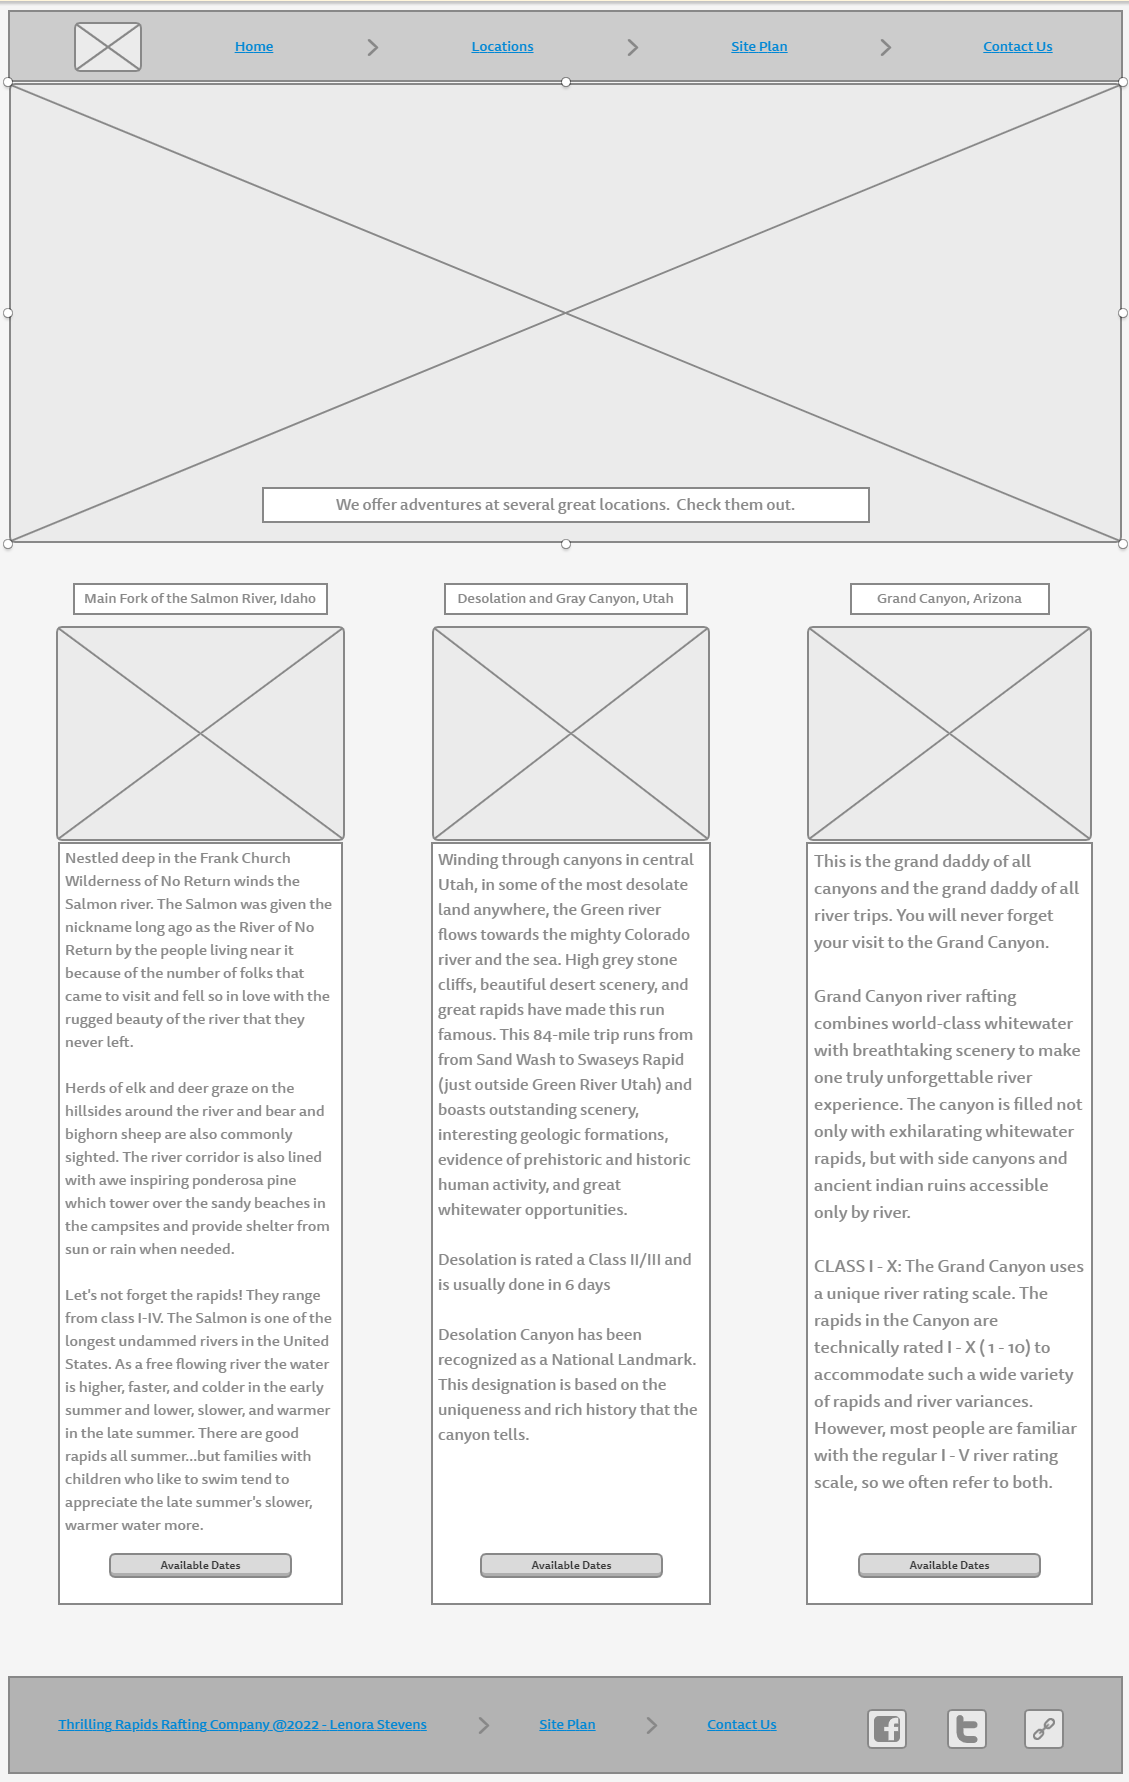 Home
Locations
Site Plan
Contact Us
We offer adventures at several great locations.  Check them out.
Main Fork of the Salmon River, Idaho
Nestled deep in the Frank Church
Wilderness of No Return winds the
Salmon river. The Salmon was given the
nickname long ago as the River of No
Return by the people living near it
because of the number of folks that
came to visit and fell so in love with the
rugged beauty of the river that they
never left.
Herds of elk and deer graze on the
hillsides around the river and bear and
bighorn sheep are also commonly
sighted. The river corridor is also lined
with awe inspiring ponderosa pine
which tower over the sandy beaches in
the campsites and provide shelter from
sun or rain when needed.
Let's not forget the rapids! They range
from class I-IV. The Salmon is one of the
longest undammed rivers in the United
States. As a free flowing river the water
is higher, faster, and colder in the early
summer and lower, slower, and warmer
in the late summer. There are good
rapids all summer...but families with
children who like to swim tend to
appreciate the late summer's slower,
warmer water more.
Available Dates
Desolation and Gray Canyon, Utah
Winding through canyons in central
Utah, in some of the most desolate
land anywhere, the Green river
flows towards the mighty Colorado
river and the sea. High grey stone
cliffs, beautiful desert scenery, and
great rapids have made this run
famous. This 84-mile trip runs from
from Sand Wash to Swaseys Rapid
(just outside Green River Utah) and
boasts outstanding scenery,
interesting geologic formations,
evidence of prehistoric and historic
human activity, and great
whitewater opportunities.
Desolation is rated a Class II/III and
is usually done in 6 days
Desolation Canyon has been
recognized as a National Landmark.
This designation is based on the
uniqueness and rich history that the
canyon tells.
Available Dates
Grand Canyon, Arizona
This is the grand daddy of all
canyons and the grand daddy of all
river trips. You will never forget
your visit to the Grand Canyon.
Grand Canyon river rafting
combines world-class whitewater
with breathtaking scenery to make
one truly unforgettable river
experience. The canyon is filled not
only with exhilarating whitewater
rapids, but with side canyons and
ancient indian ruins accessible
only by river.
CLASS I - X: The Grand Canyon uses
a unique river rating scale. The
rapids in the Canyon are
technically rated I - X ( 1 - 10) to
accommodate such a wide variety
of rapids and river variances.
However, most people are familiar
with the regular I - V river rating
scale, so we often refer to both.
Available Dates
Thrilling Rapids Rafting Company @2022 - Lenora Stevens
Site Plan
Contact Us